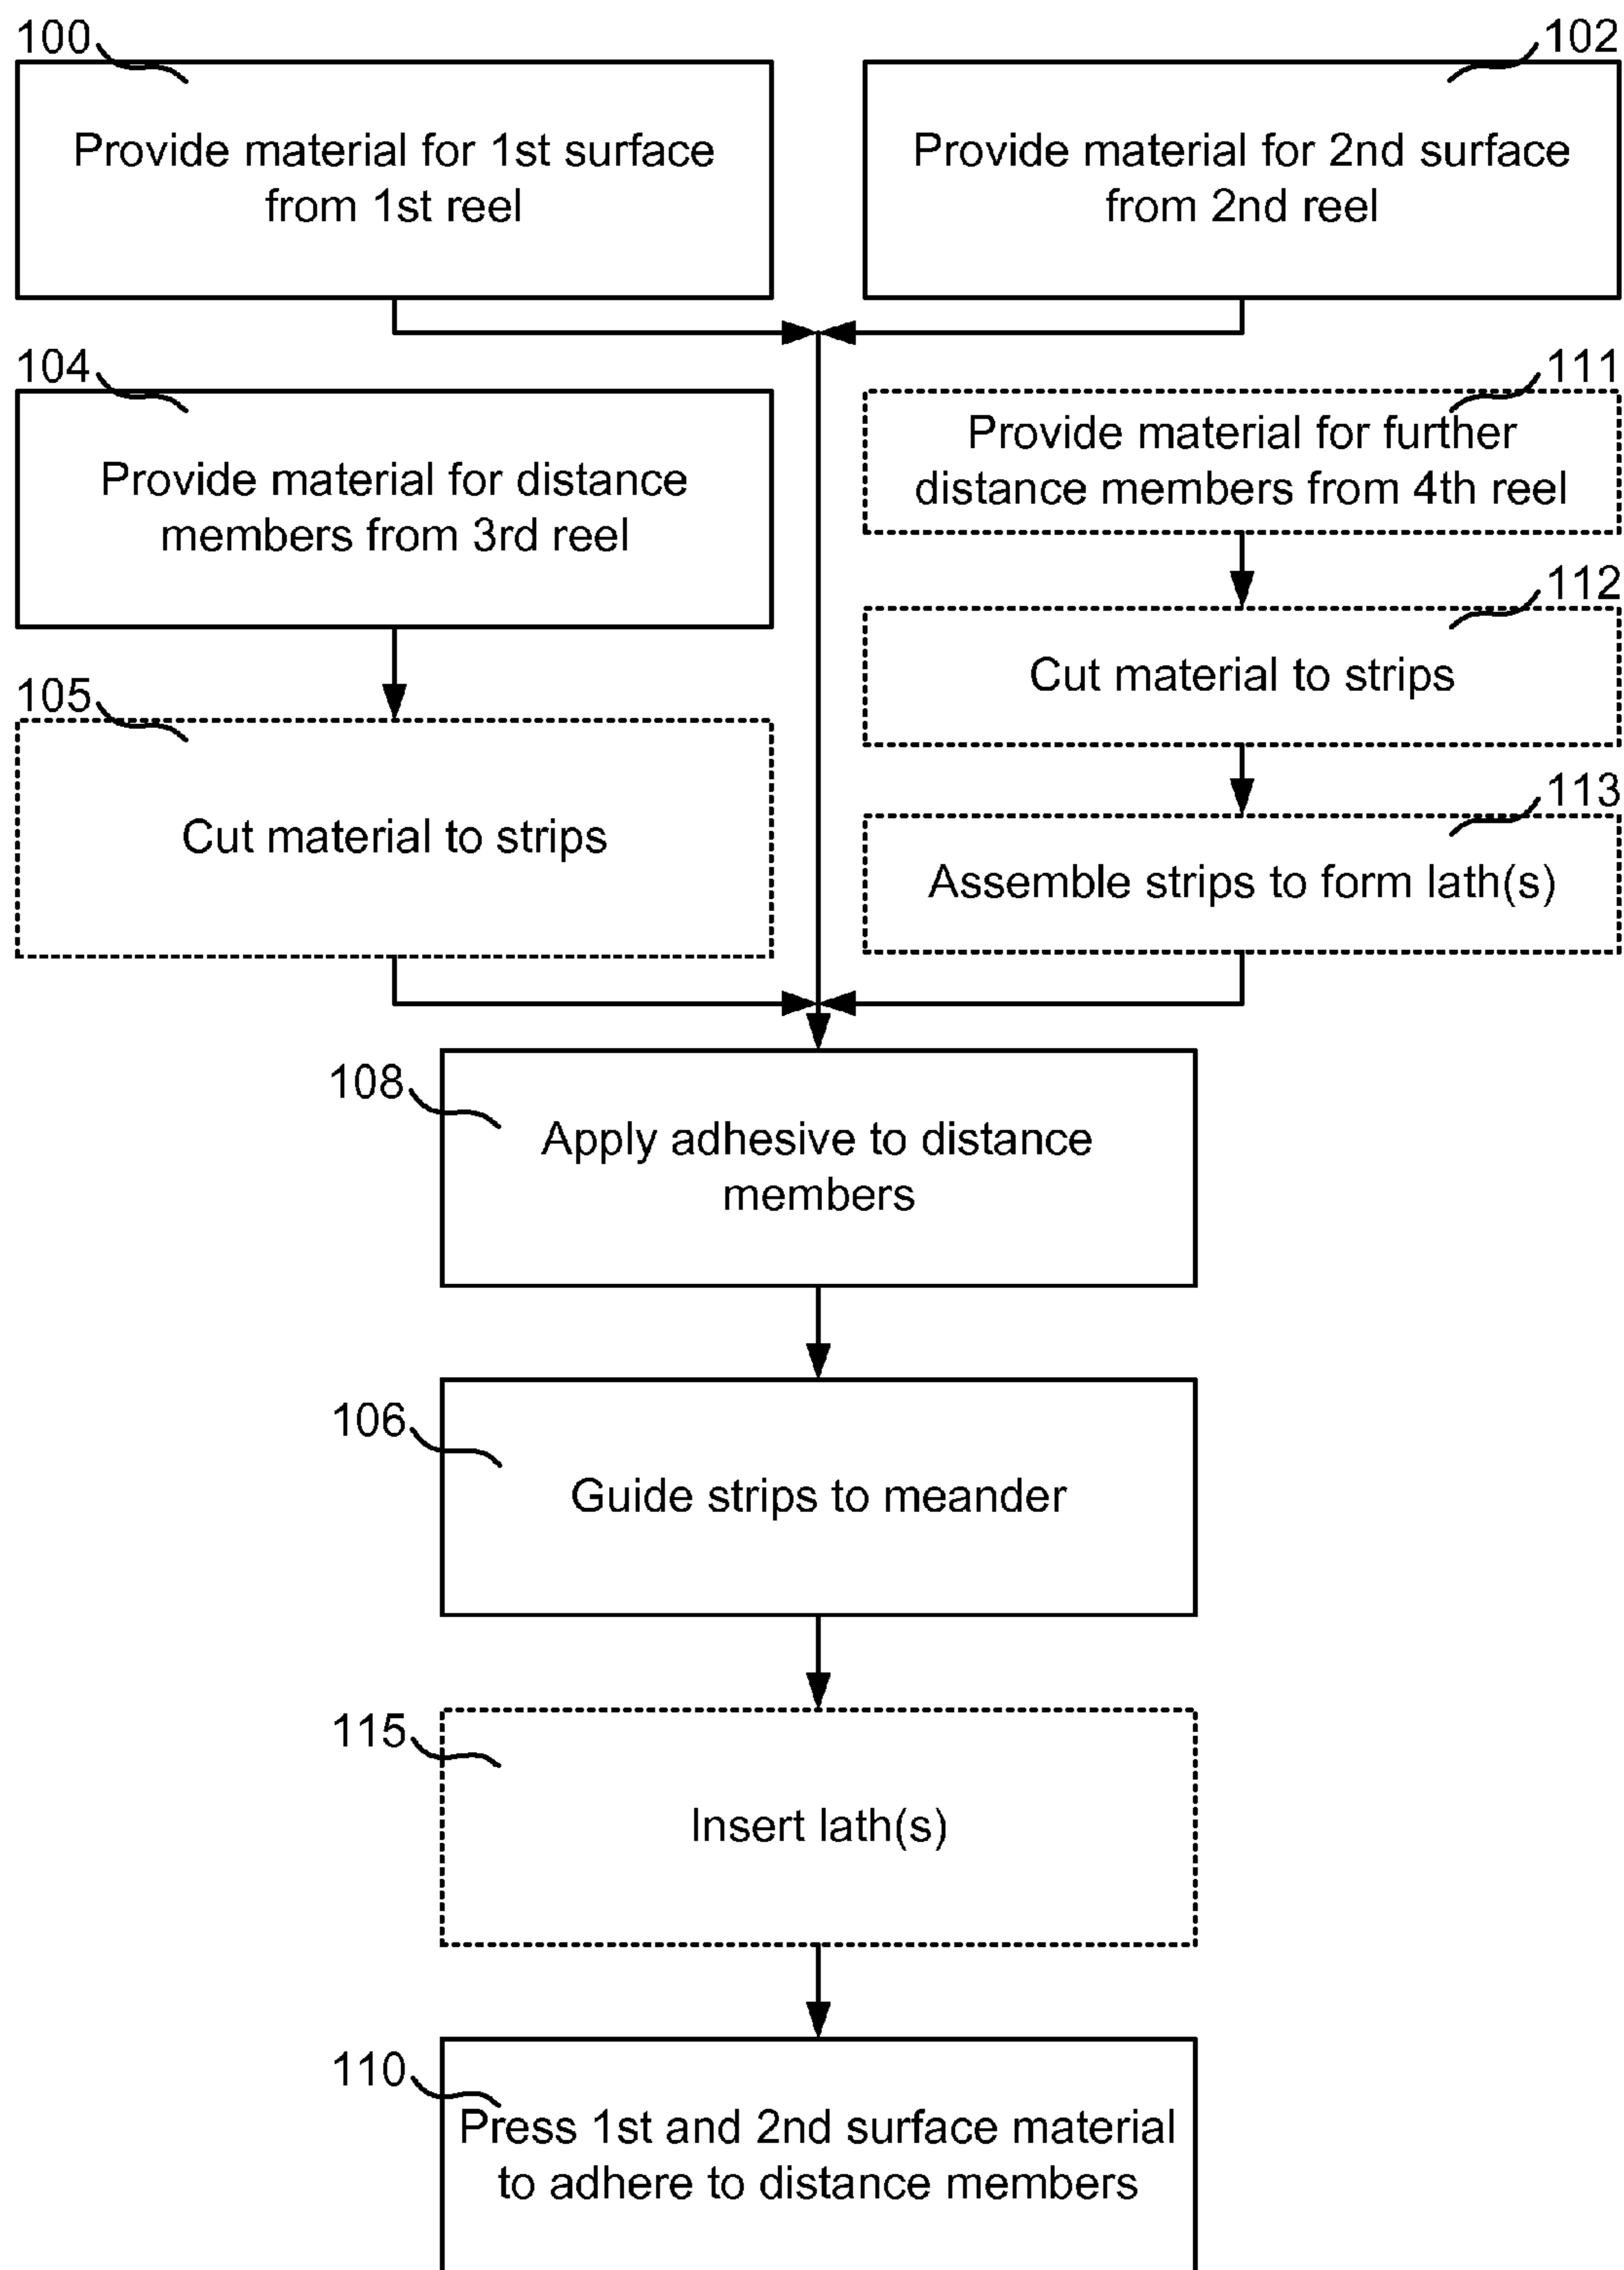 100
Provide material for 1st surface
from 1st reel
102
Provide material for 2nd surface
from 2nd reel
104
Provide material for distance
members from 3rd reel
111
Provide material for further
distance members from 4th reel
112
Cut material to strips
105
Cut material to strips
113
Assemble strips to form lath(s)
108
Apply adhesive to distance
members
106
Guide strips to meander
115
Insert lath(s)
110
Press 1st and 2nd surface material
to adhere to distance members